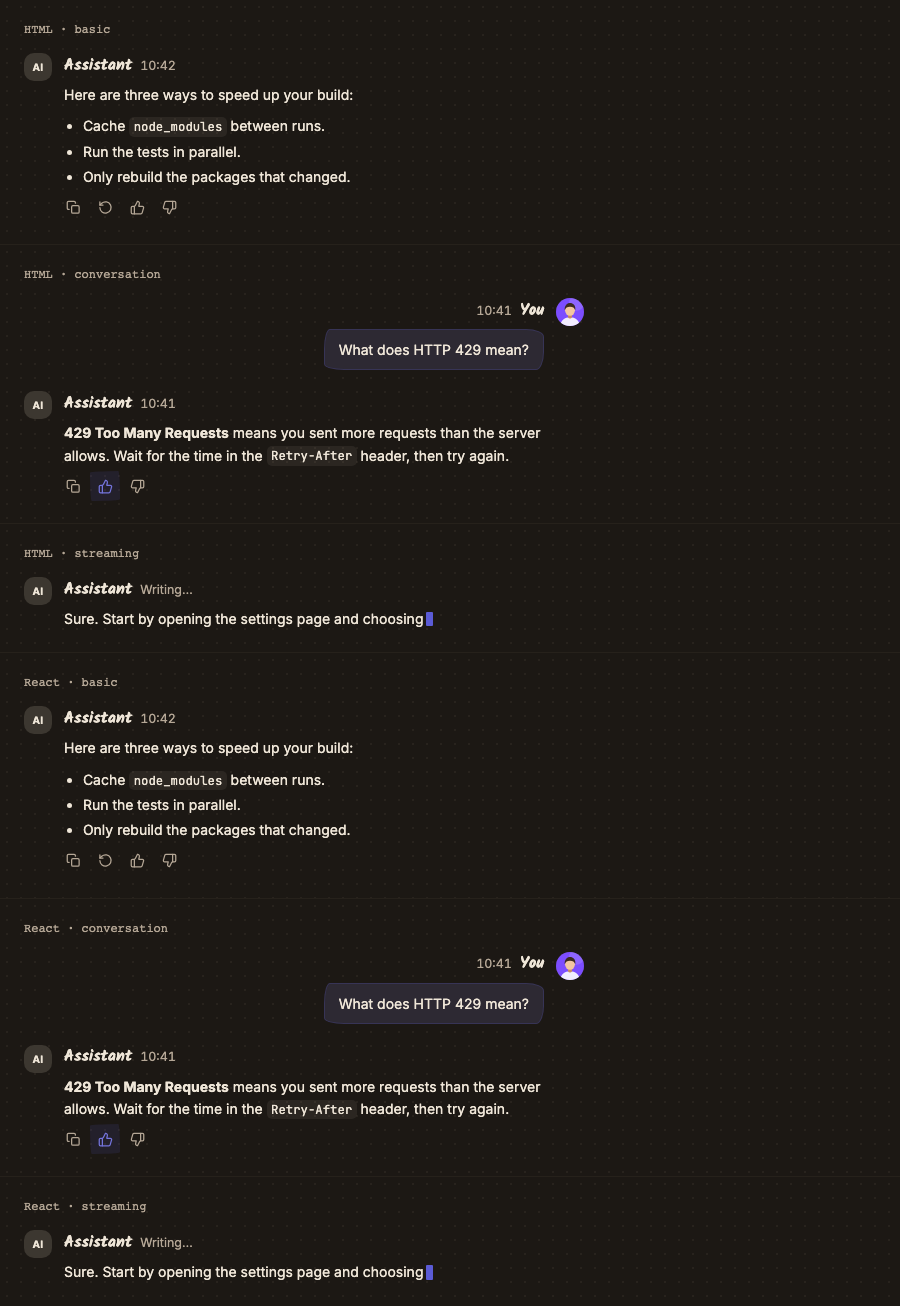 HTML · basic
AI Assistant 10:42
Here are three ways to speed up your build:
• Cache node_modules between runs.
• Run the tests in parallel.
• Only rebuild the packages that changed.
HTML · conversation
10:41 You
What does HTTP 429 mean?
AI Assistant 10:41
429 Too Many Requests means you sent more requests than the server
allows. Wait for the time in the Retry-After header, then try again.
HTML · streaming
AI Assistant Writing…
Sure. Start by opening the settings page and choosing
React · basic
AI Assistant 10:42
Here are three ways to speed up your build:
• Cache node_modules between runs.
• Run the tests in parallel.
• Only rebuild the packages that changed.
React · conversation
10:41 You
What does HTTP 429 mean?
AI Assistant 10:41
429 Too Many Requests means you sent more requests than the server
allows. Wait for the time in the Retry-After header, then try again.
React · streaming
AI Assistant Writing…
Sure. Start by opening the settings page and choosing